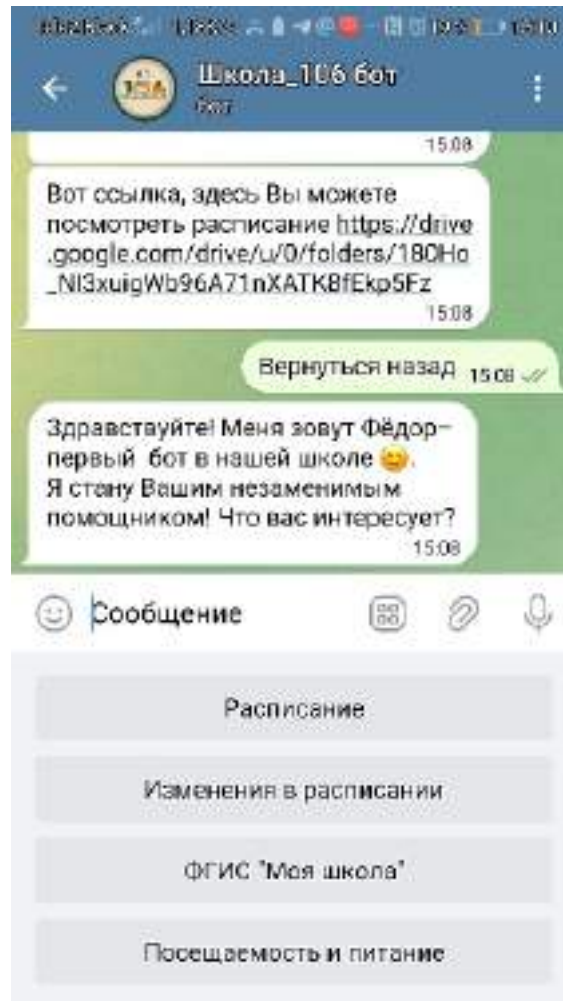 Школа_106 бот
бот
15:08
Вот ссылка, здесь Вы можете
посмотреть расписание https://drive
.google.com/drive/u/0/folders/18OHo
_NI3xuigWb96A71nXATK8fEkp5Fz
15:08
Вернуться назад 15:08
Здравствуйте! Меня зовут Фёдор–
первый бот в нашей школе 😊.
Я стану Вашим незаменимым
помощником! Что вас интересует?
15:08
Сообщение
Расписание
Изменения в расписании
ФГИС "Моя школа"
Посещаемость и питание